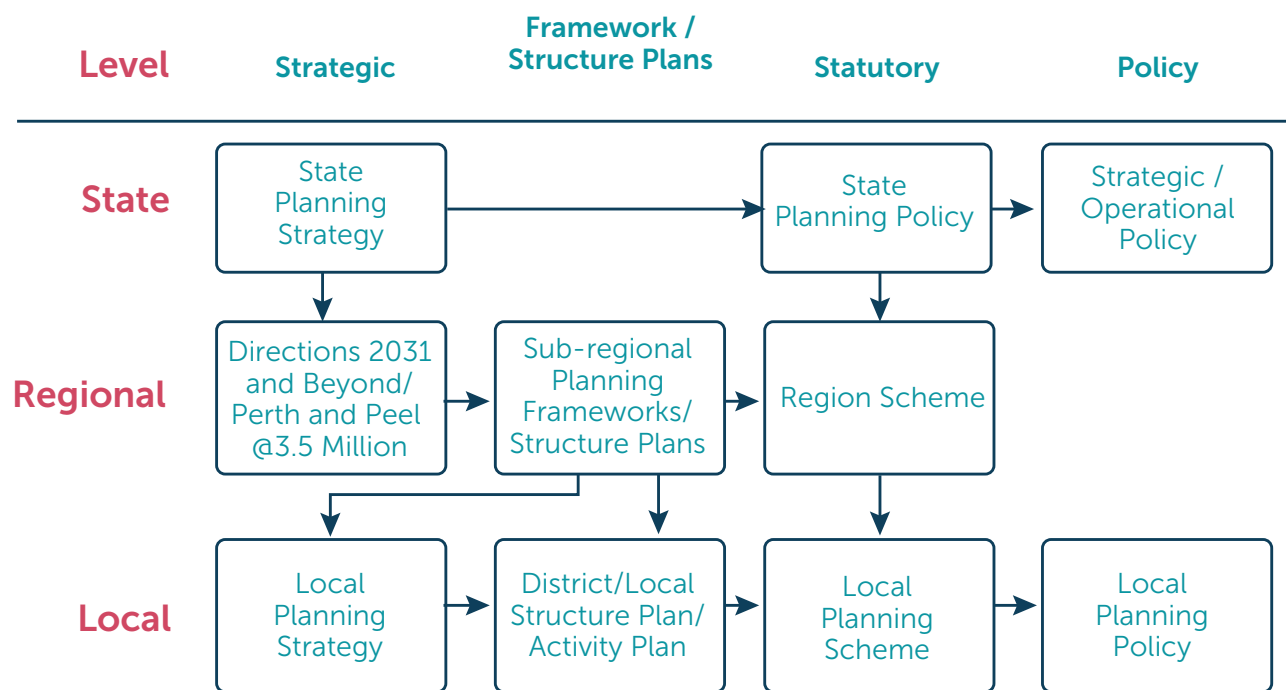 Level
Strategic
Framework /
Structure Plans
Statutory
Policy
State
State
Planning
Strategy
State
Planning Policy
Strategic /
Operational
Policy
Regional
Directions 2031
and Beyond/
Perth and Peel
@3.5 Million
Sub-regional
Planning
Frameworks/
Structure Plans
Region Scheme
Local
Local
Planning
Strategy
District/Local
Structure Plan/
Activity Plan
Local
Planning
Scheme
Local
Planning
Policy